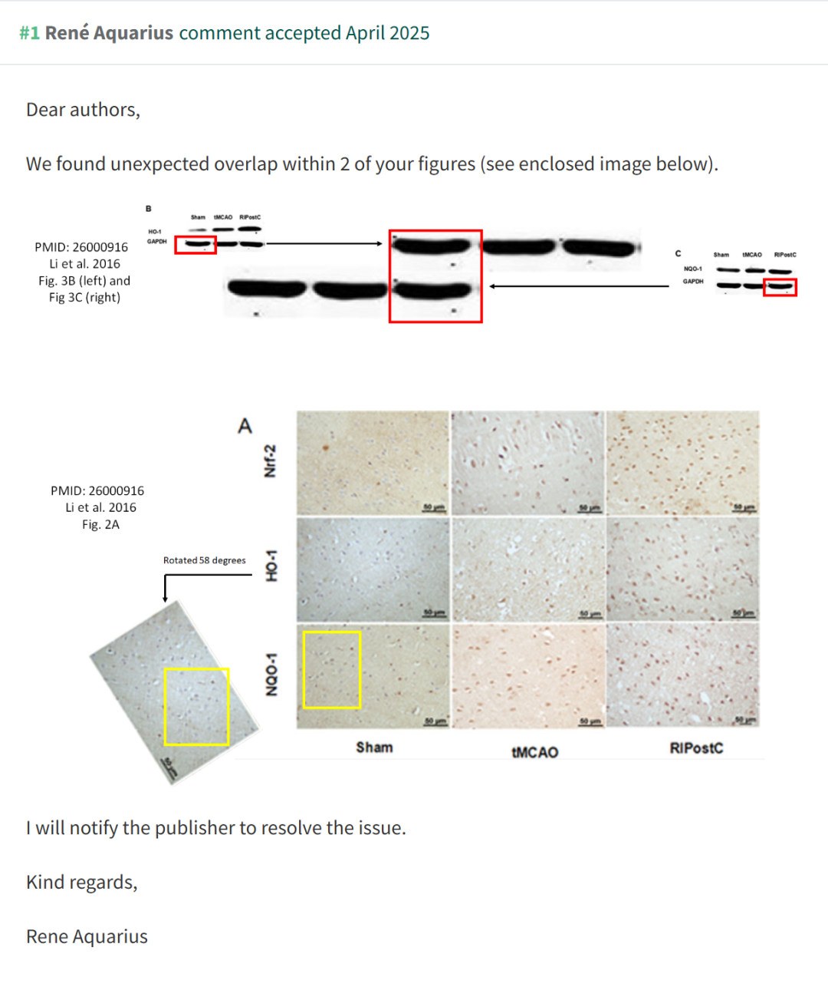 #1 René Aquarius comment accepted April 2025
Dear authors,
We found unexpected overlap within 2 of your figures (see enclosed image below).
B
Sham tMCAO RIPostC
HO-1
GAPDH
PMID: 26000916
Li et al. 2016
Fig. 3B (left) and
Fig 3C (right)
C
Sham tMCAO RIPostC
NQO-1
GAPDH
A
Nrf-2
50 µm
50 µm
50 µm
PMID: 26000916
Li et al. 2016
Fig. 2A
Rotated 58 degrees
HO-1
50 µm
50 µm
50 µm
NQO-1
50 µm
50 µm
50 µm
50 µm
Sham
tMCAO
RIPostC
I will notify the publisher to resolve the issue.
Kind regards,
Rene Aquarius